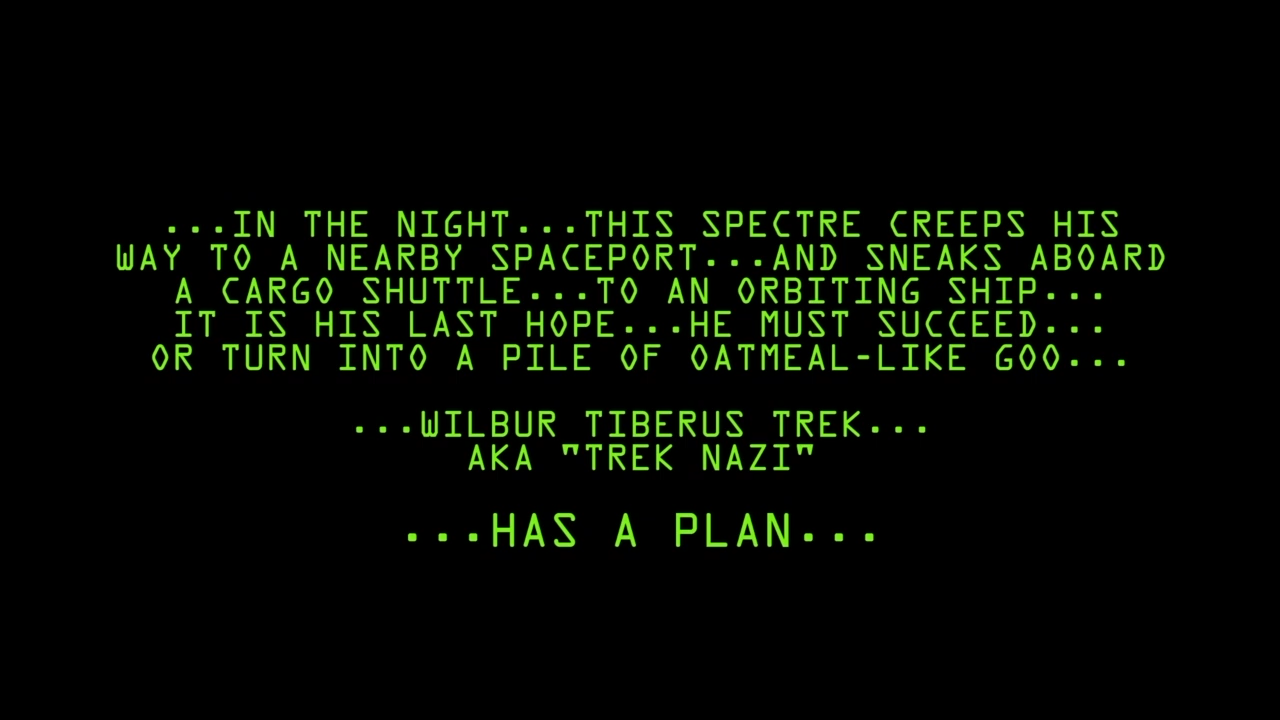 ...IN THE NIGHT...THIS SPECTRE CREEPS HIS
WAY TO A NEARBY SPACEPORT...AND SNEAKS ABOARD
A CARGO SHUTTLE...TO AN ORBITING SHIP...
IT IS HIS LAST HOPE...HE MUST SUCCEED...
OR TURN INTO A PILE OF OATMEAL-LIKE GOO...
...WILBUR TIBERUS TREK...
AKA "TREK NAZI"
...HAS A PLAN...